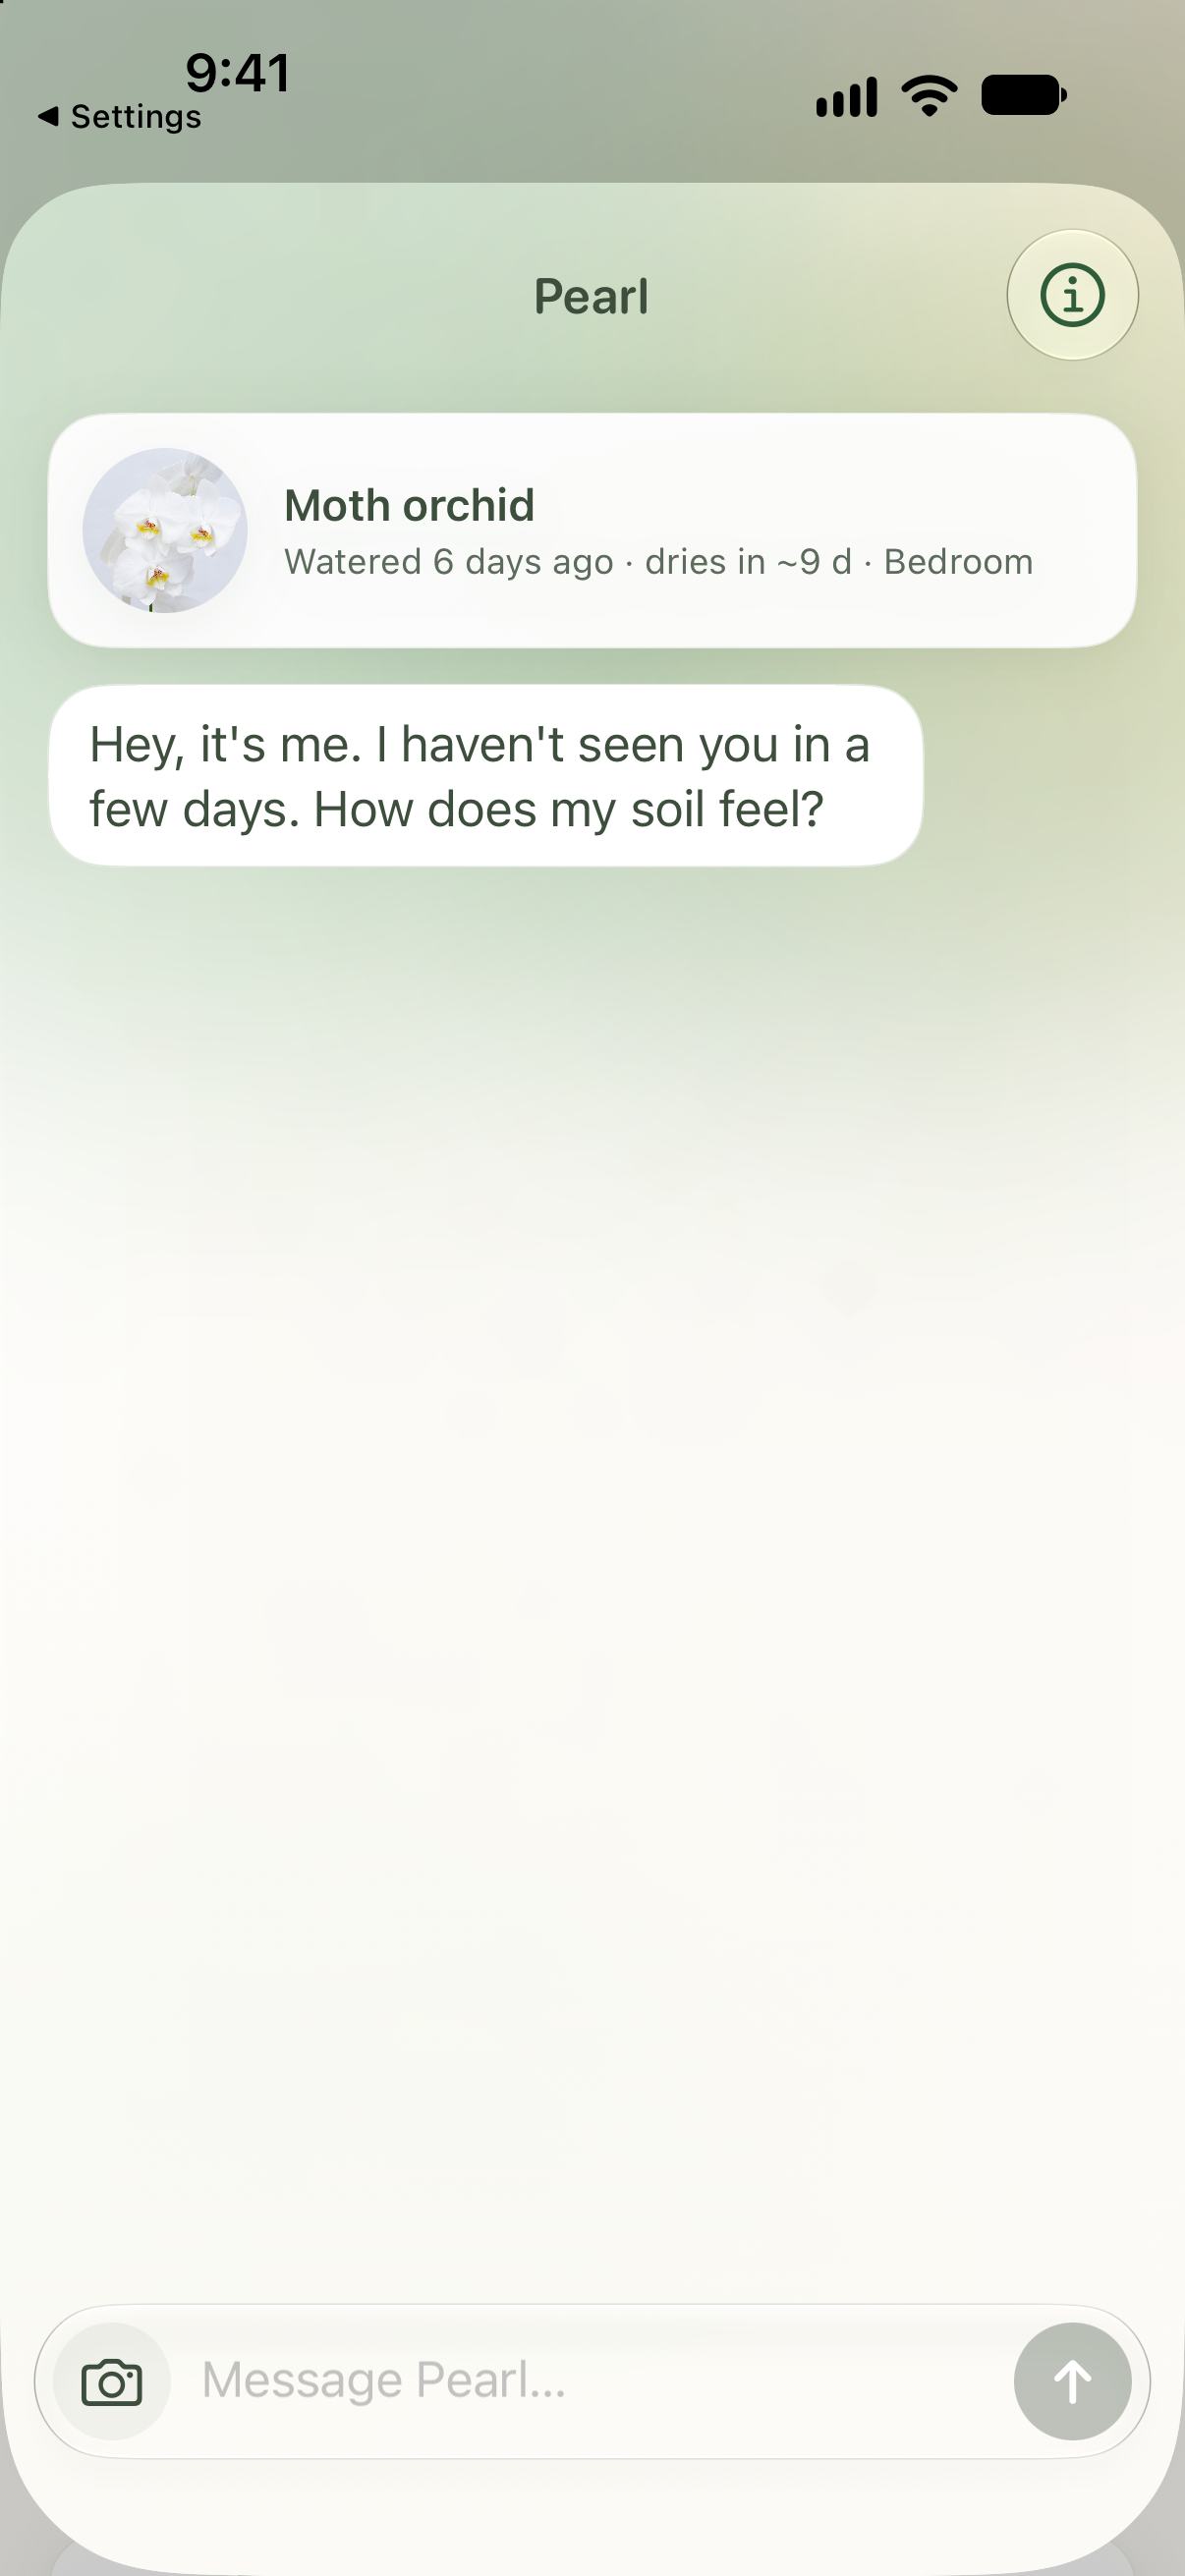 9:41
Settings
Pearl
Moth orchid
Watered 6 days ago · dries in ~9 d · Bedroom
Hey, it's me. I haven't seen you in a
few days. How does my soil feel?
Message Pearl...